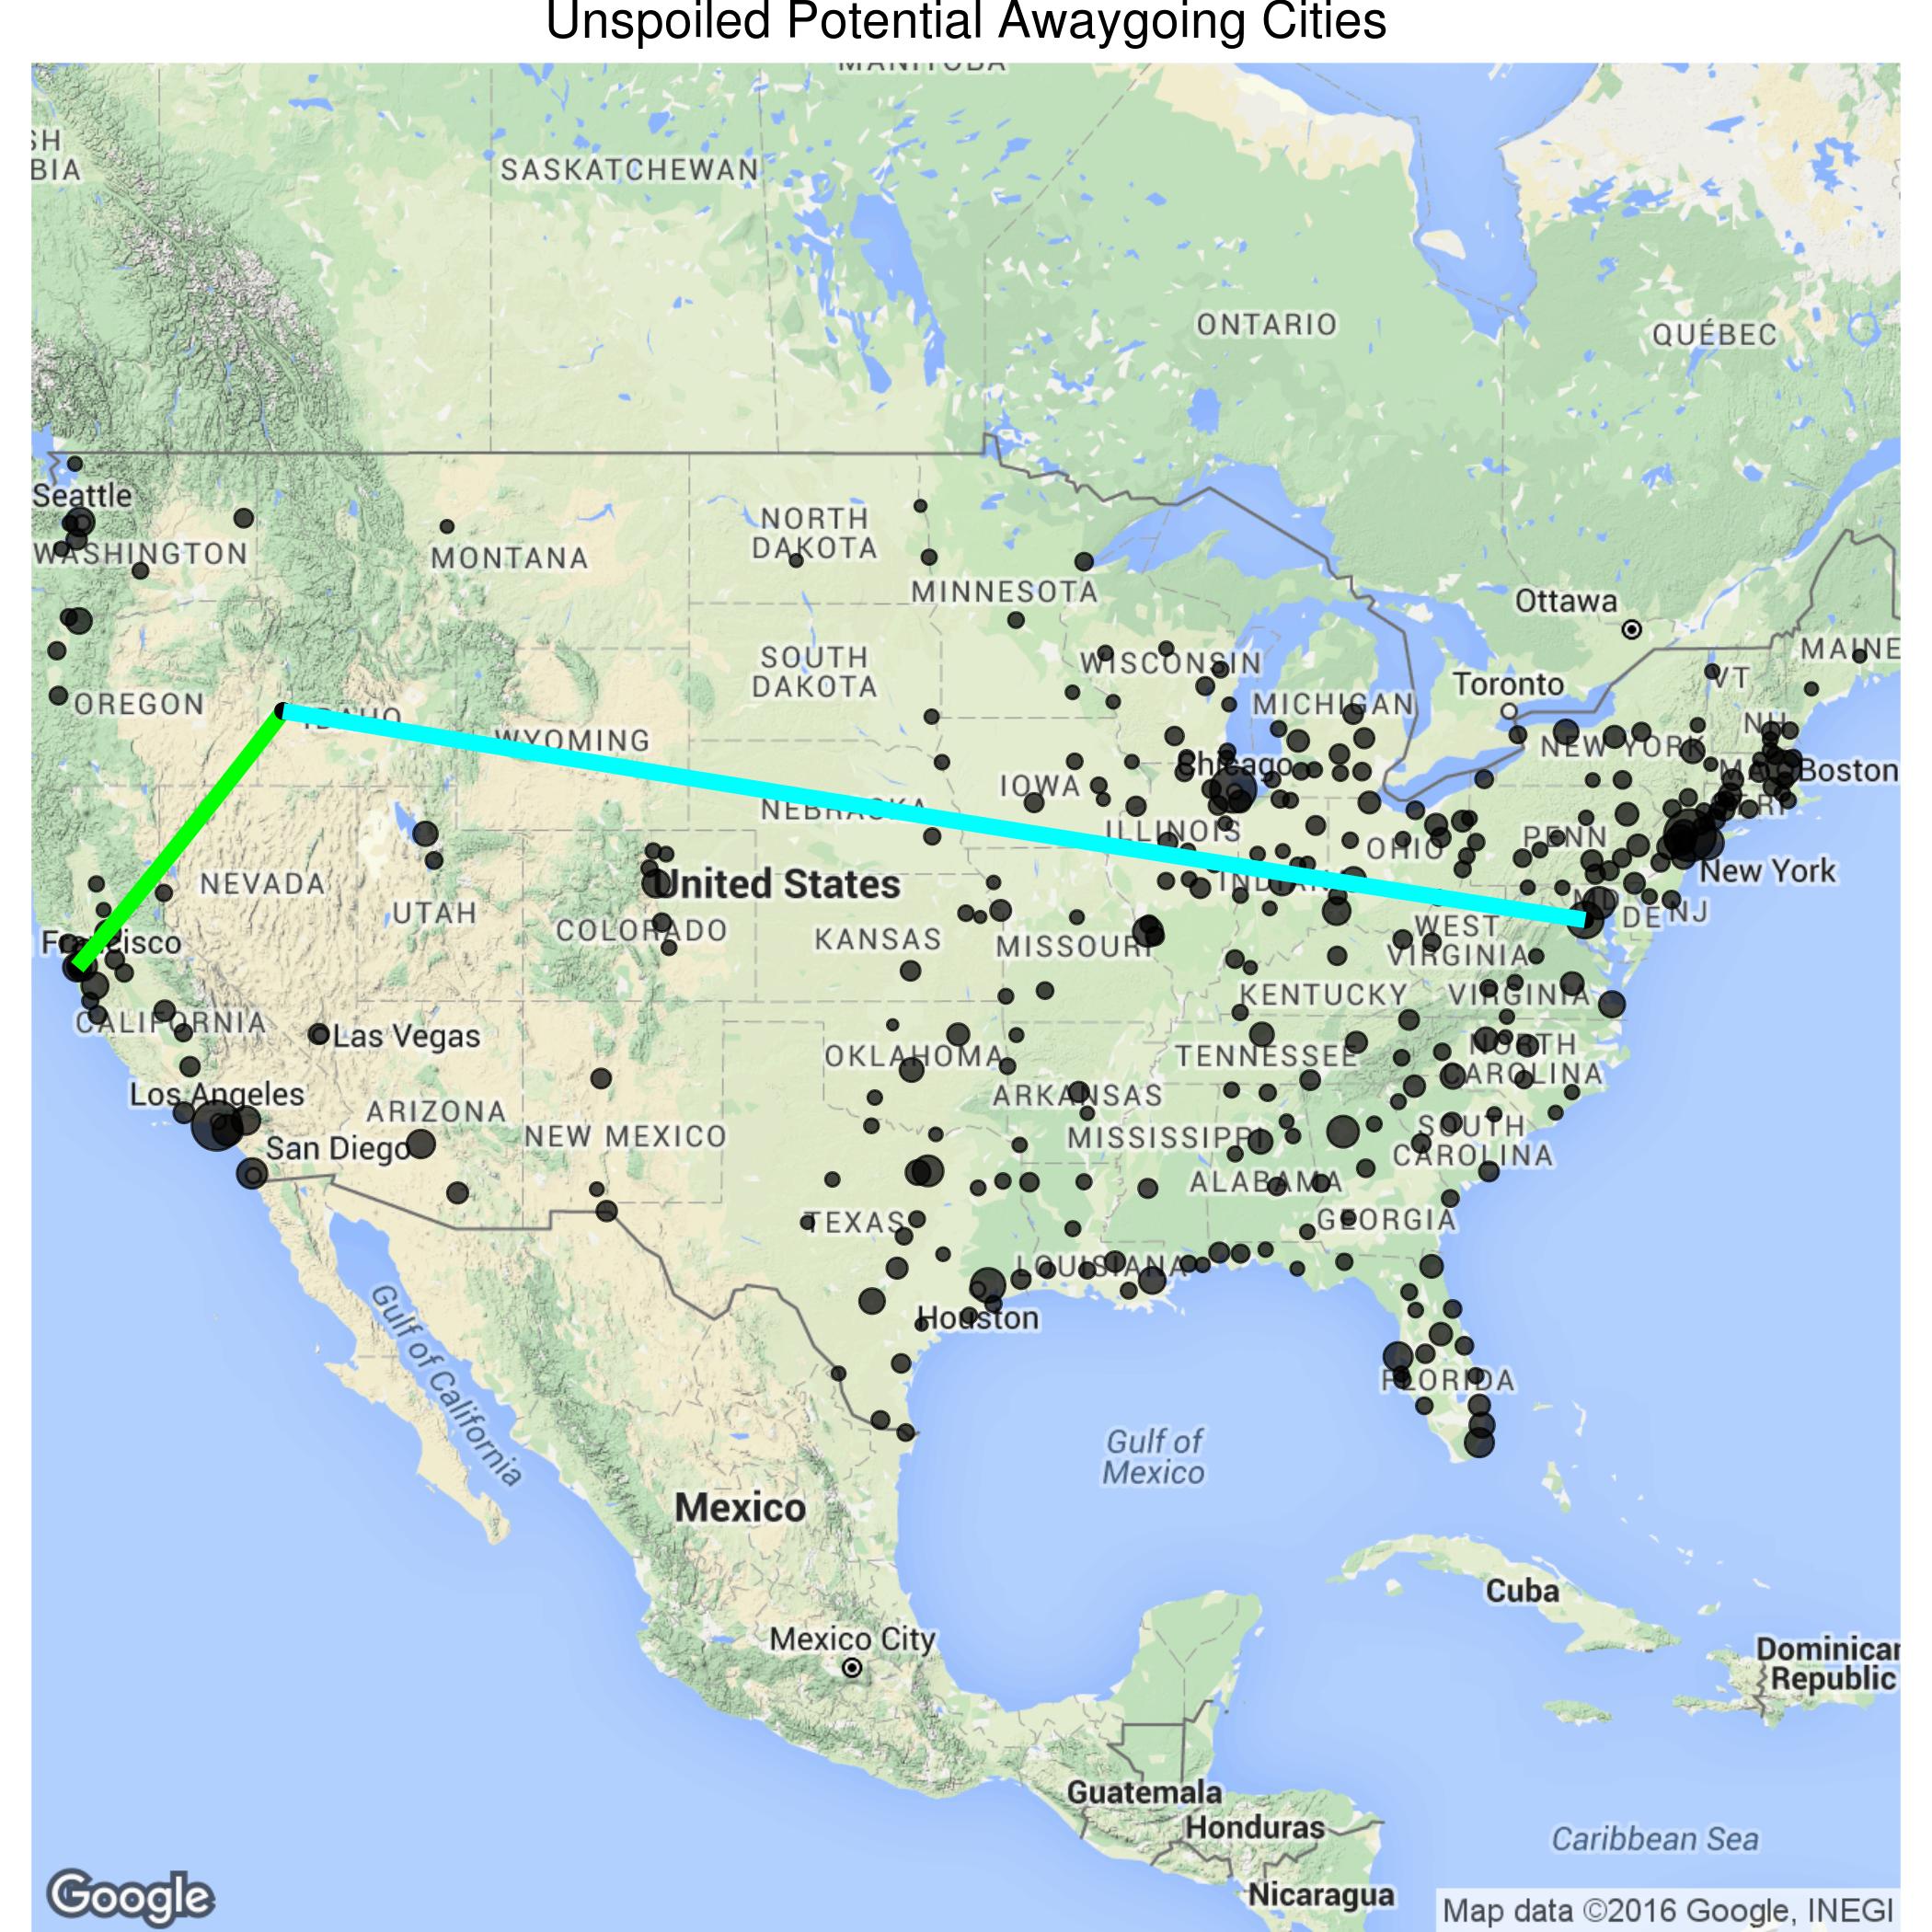 Unspoiled Potential Awaygoing Cities
MANITOBA
SH
BIA
SASKATCHEWAN
ONTARIO
QUÉBEC
Seattle
WASHINGTON
MONTANA
NORTH
DAKOTA
MINNESOTA
Ottawa
OREGON
IDAHO
SOUTH
DAKOTA
WISCONSIN
MICHIGAN
Toronto
VT
MAINE
WYOMING
NEW YORK
NH
IOWA
Chicago
MA
Boston
RI
NEBRASKA
ILLINOIS
OHIO
PENN
NEVADA
UTAH
United States
INDIANA
New York
MD
DE
NJ
COLORADO
KANSAS
MISSOURI
WEST
VIRGINIA
Francisco
CALIFORNIA
KENTUCKY
VIRGINIA
Las Vegas
OKLAHOMA
TENNESSEE
NORTH
CAROLINA
Los Angeles
ARIZONA
NEW MEXICO
ARKANSAS
San Diego
MISSISSIPPI
SOUTH
CAROLINA
ALABAMA
TEXAS
GEORGIA
LOUISIANA
Houston
Gulf of California
FLORIDA
Gulf of
Mexico
Mexico
Cuba
Mexico City
Dominican
Republic
Guatemala
Honduras
Caribbean Sea
Nicaragua
Google
Map data ©2016 Google, INEGI